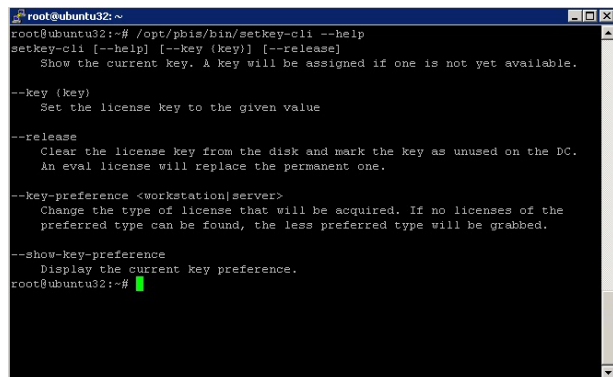 root@ubuntu32: ~
root@ubuntu32:~# /opt/pbis/bin/setkey-cli --help
setkey-cli [--help] [--key {key}] [--release]
Show the current key. A key will be assigned if one is not yet available.
--key {key}
Set the license key to the given value
--release
Clear the license key from the disk and mark the key as unused on the DC.
An eval license will replace the permanent one.
--key-preference <workstation|server>
Change the type of license that will be acquired. If no licenses of the
preferred type can be found, the less preferred type will be grabbed.
--show-key-preference
Display the current key preference.
root@ubuntu32:~#